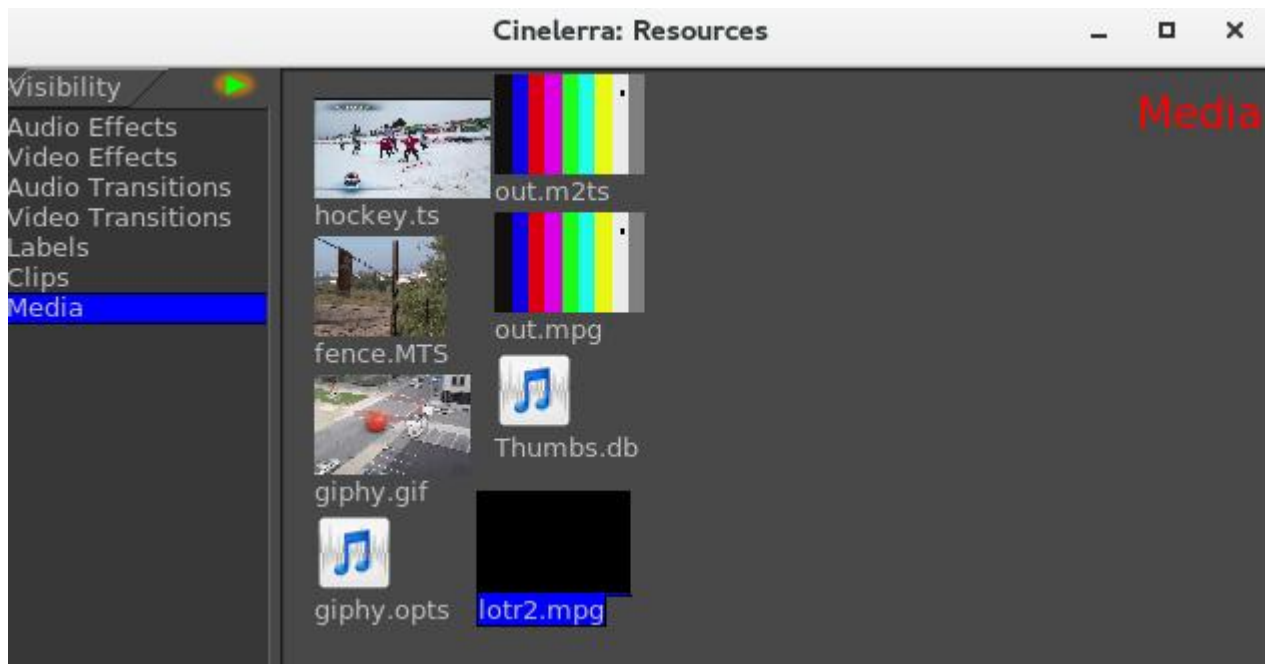 Cinelerra: Resources
Visibility
Audio Effects
Video Effects
Audio Transitions
Video Transitions
Labels
Clips
Media
Media
hockey.ts
fence.MTS
giphy.gif
giphy.opts
out.m2ts
out.mpg
Thumbs.db
lotr2.mpg